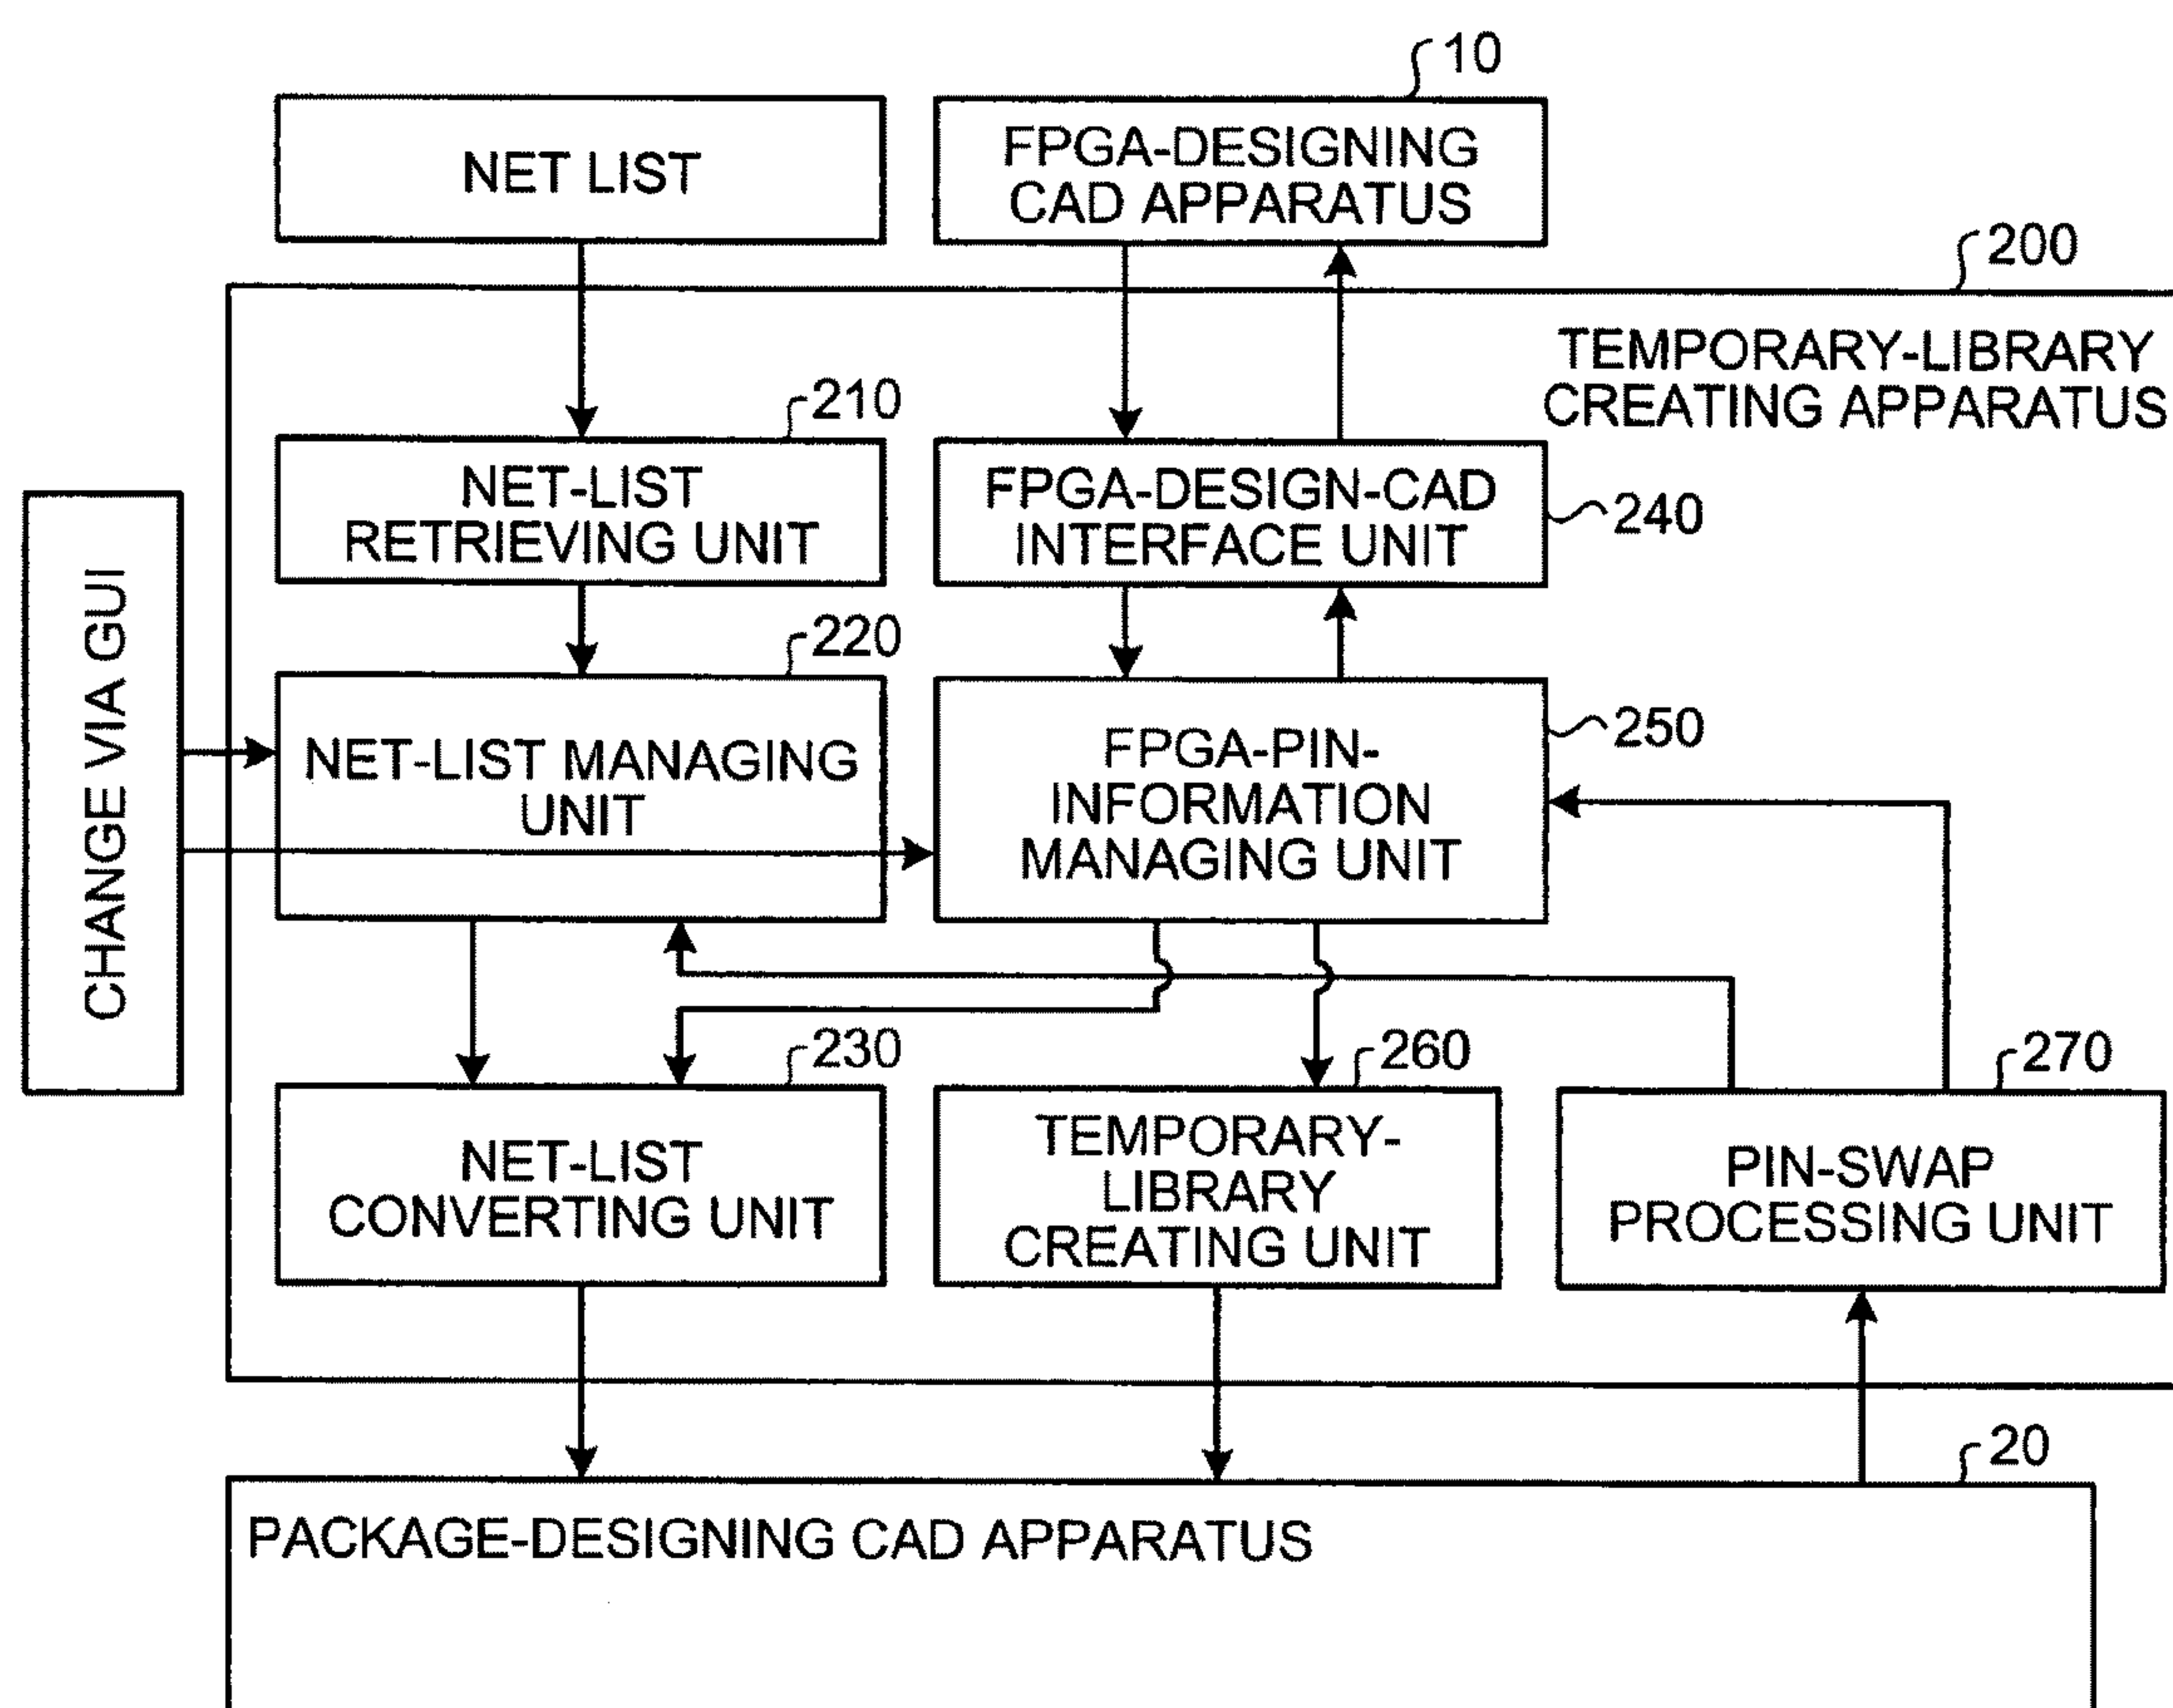 10
NET LIST
FPGA-DESIGNING
CAD APPARATUS
200
TEMPORARY-LIBRARY
CREATING APPARATUS
210
NET-LIST
RETRIEVING UNIT
FPGA-DESIGN-CAD
INTERFACE UNIT
240
CHANGE VIA GUI
220
NET-LIST MANAGING
UNIT
FPGA-PIN-
INFORMATION
MANAGING UNIT
250
230
NET-LIST
CONVERTING UNIT
260
TEMPORARY-
LIBRARY
CREATING UNIT
270
PIN-SWAP
PROCESSING UNIT
20
PACKAGE-DESIGNING CAD APPARATUS